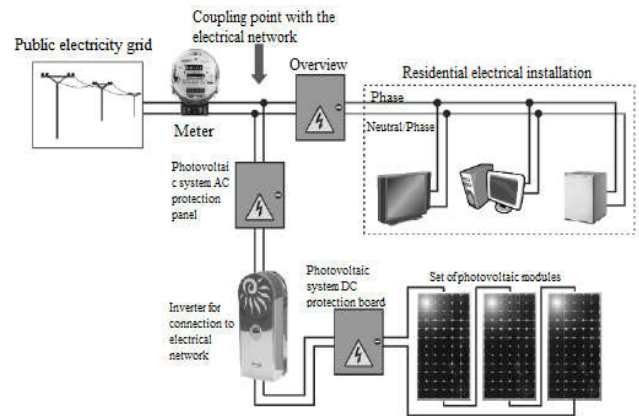 Coupling point with the
electrical network
Public electricity grid
Overview
Residential electrical installation
Phase
Meter
Neutral/Phase
Photovoltai
c system AC
protection
panel
Photovoltaic
system DC
protection board
Set of photovoltaic modules
Inverter for
connection to
electrical
network